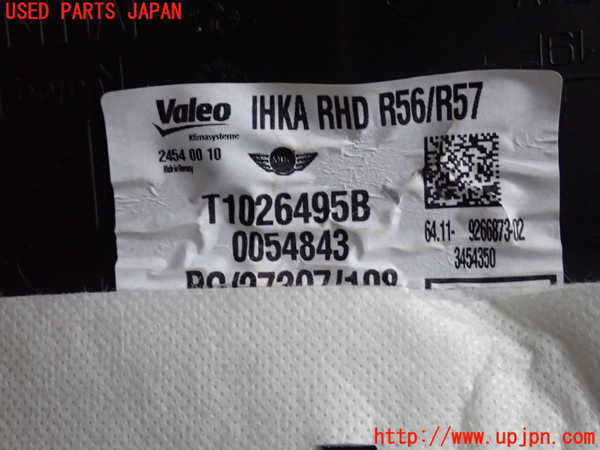 USED PARTS JAPAN
Valeo IHKA RHD R56/R57
Klimasysteme
2454 00 10
Made in Germany
MINI
T1026495B
0054843
64.11- 9266873-02
3454350
http://www.upjpn.com